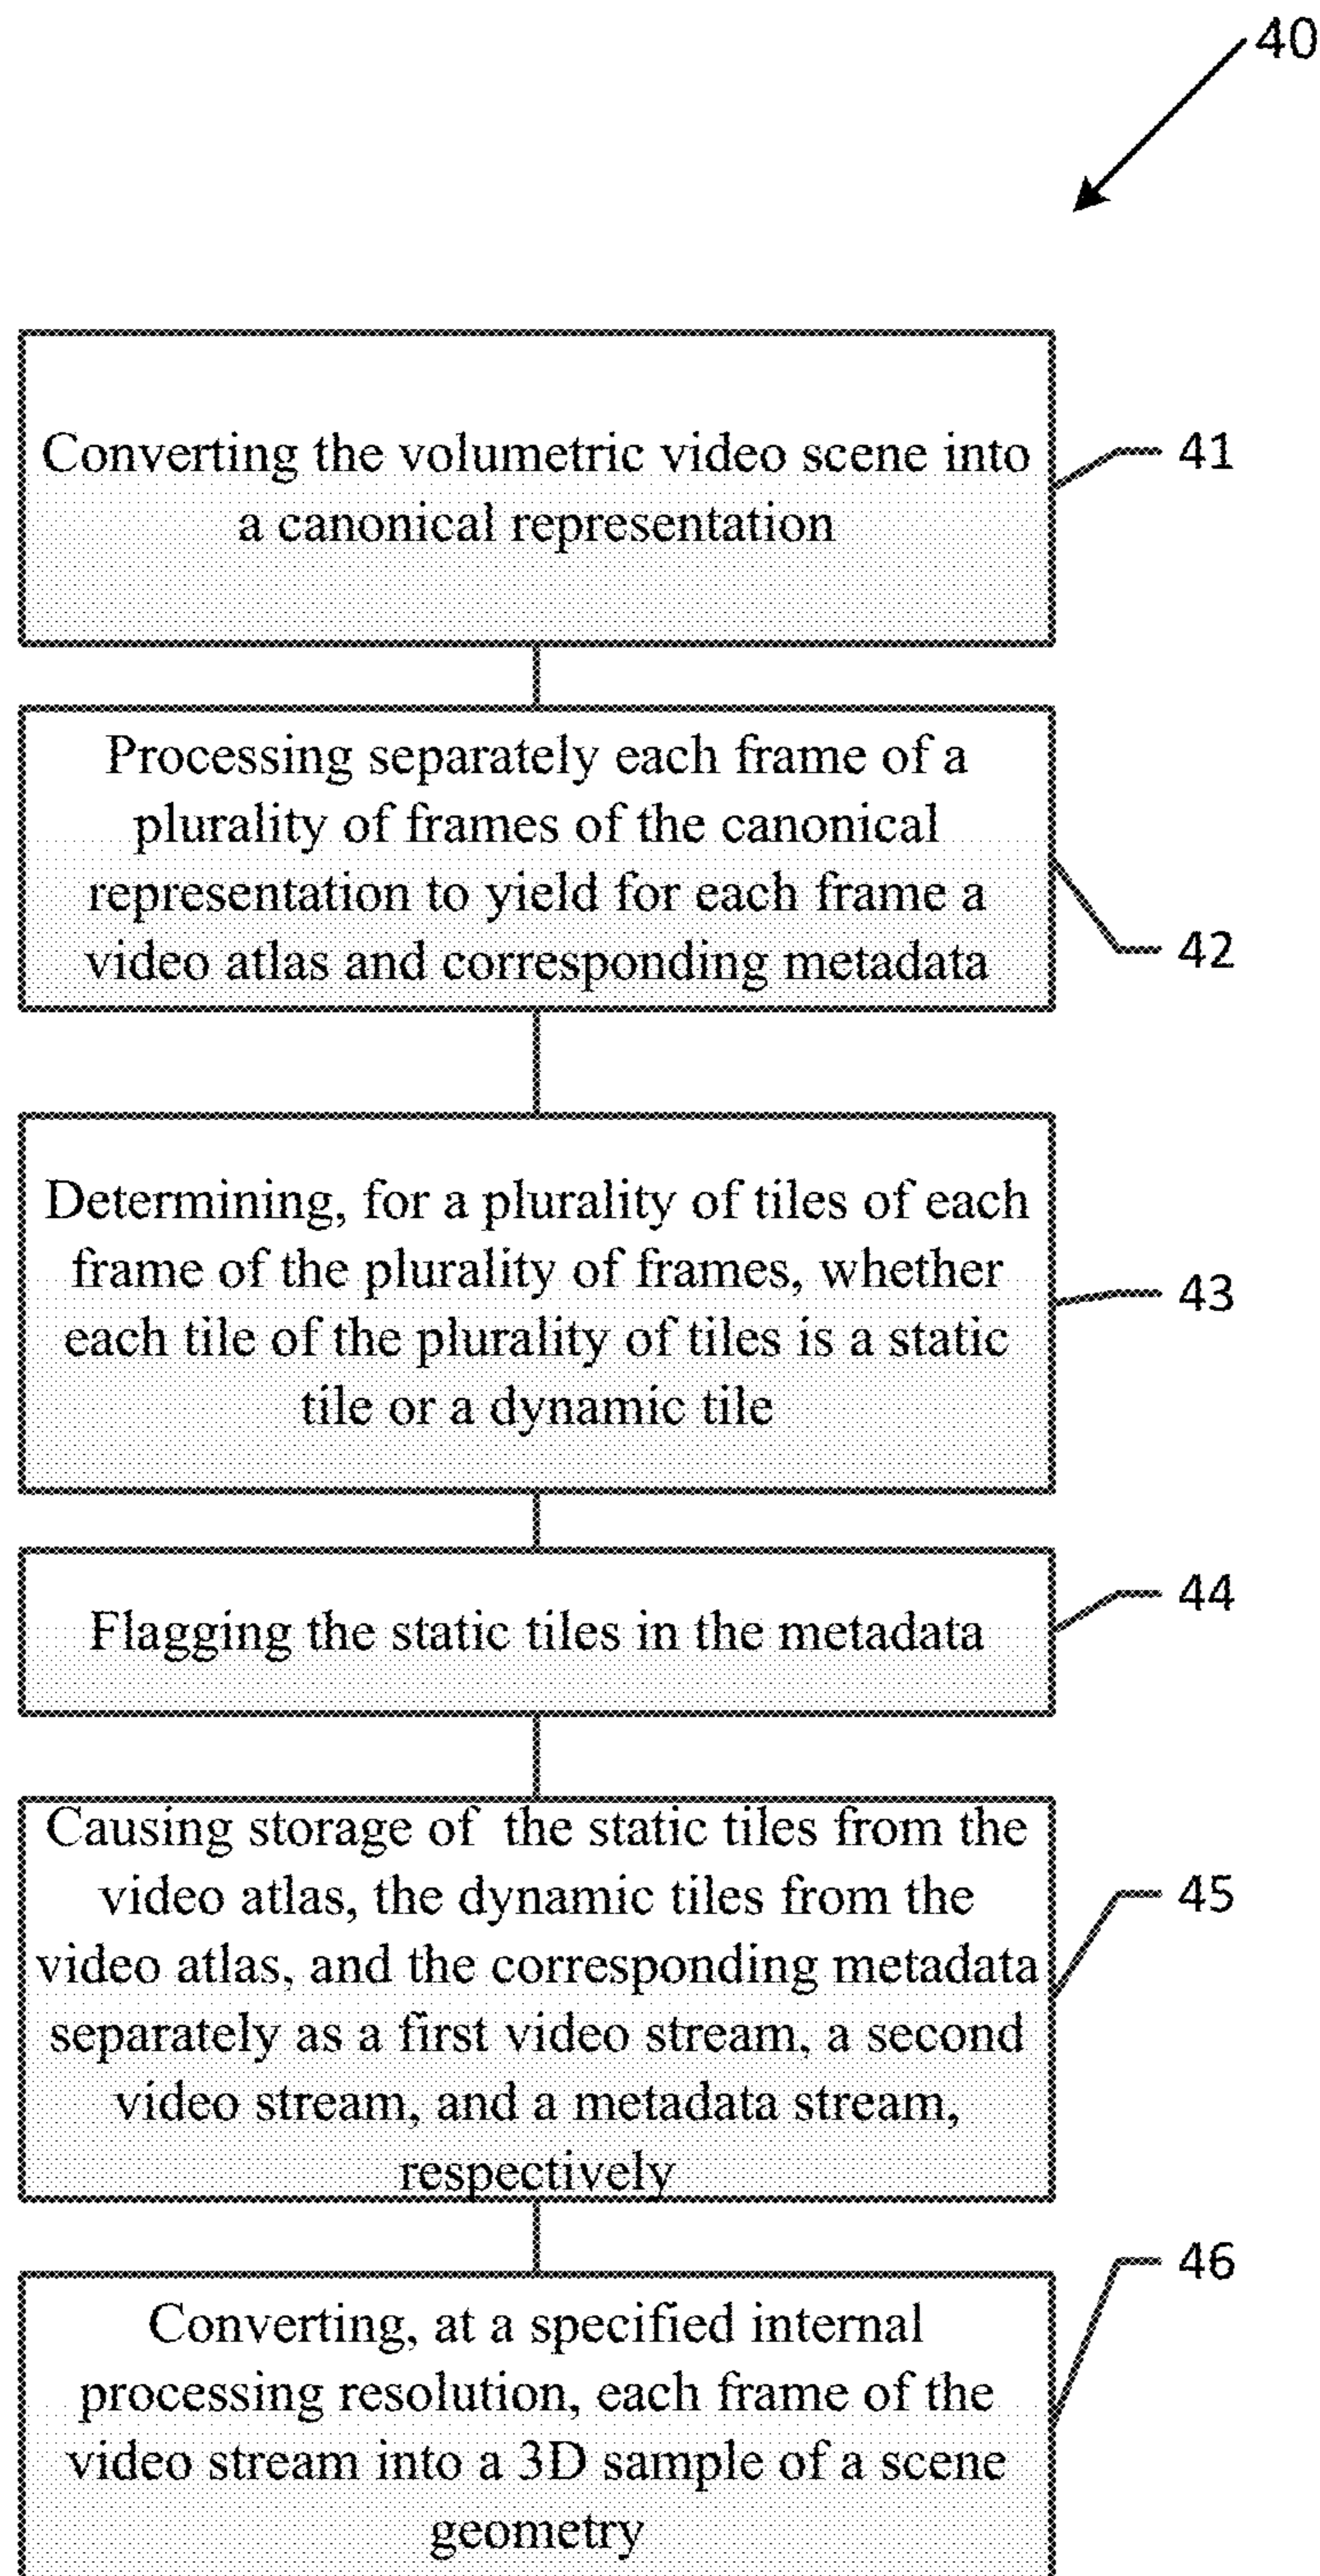 40
Converting the volumetric video scene into
a canonical representation
41
Processing separately each frame of a
plurality of frames of the canonical
representation to yield for each frame a
video atlas and corresponding metadata
42
Determining, for a plurality of tiles of each
frame of the plurality of frames, whether
each tile of the plurality of tiles is a static
tile or a dynamic tile
43
Flagging the static tiles in the metadata
44
Causing storage of the static tiles from the
video atlas, the dynamic tiles from the
video atlas, and the corresponding metadata
separately as a first video stream, a second
video stream, and a metadata stream,
respectively
45
Converting, at a specified internal
processing resolution, each frame of the
video stream into a 3D sample of a scene
geometry
46